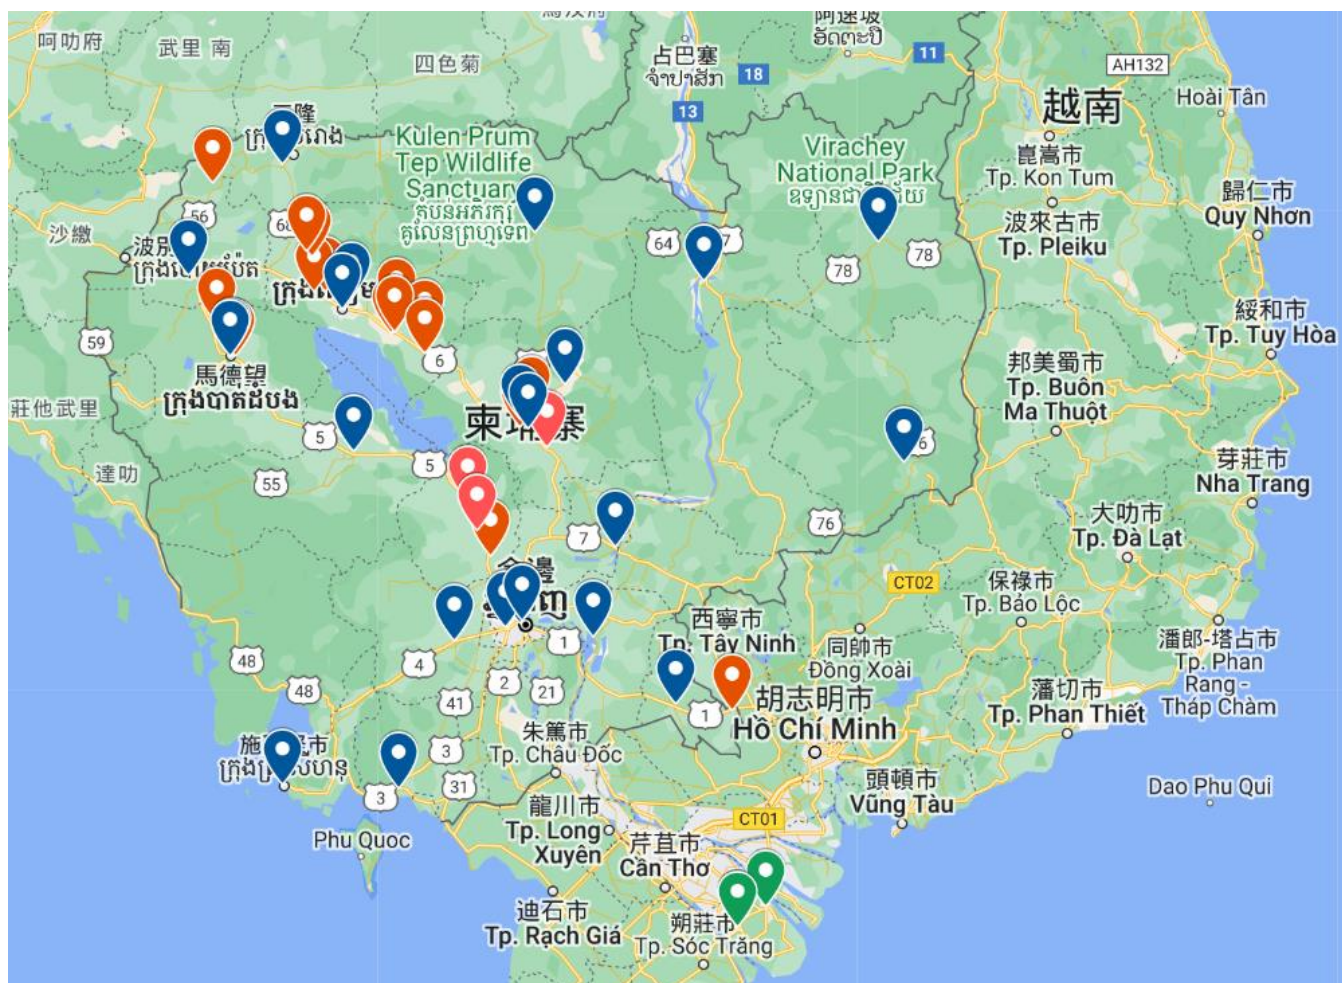 呵叻府
武里 南
四色菊
占巴塞
ຈຳປາສັກ
阿速坡
ອັດຕະປື
18
11
13
AH132
Hoài Tân
越南
Kulen Prum
Tep Wildlife
Sanctuary
Virachey
National Park
崑嵩市
Tp. Kon Tum
歸仁市
Quy Nhơn
波來古市
Tp. Pleiku
沙繳
56
68
64
7
78
78
綏和市
Tp. Tuy Hòa
59
6
馬德望
ក្រុងបាត់ដំបង
莊他武里
邦美蜀市
Tp. Buôn
Ma Thuột
5
5
達叻
55
芽莊市
Nha Trang
大叻市
Tp. Đà Lạt
76
7
CT02
保祿市
Tp. Bảo Lộc
西寧市
Tp. Tây Ninh
同帥市
Đồng Xoài
潘郎-塔占市
Tp. Phan
Rang -
Tháp Chàm
1
48
4
48
2
21
41
1
胡志明市
Hồ Chí Minh
藩切市
Tp. Phan Thiết
朱篤市
Tp. Châu Đốc
3
31
3
頭頓市
Vũng Tàu
Dao Phu Qui
Phu Quoc
龍川市
Tp. Long
Xuyên
CT01
芹苴市
Cần Thơ
迪石市
Tp. Rạch Giá
朔莊市
Tp. Sóc Trăng